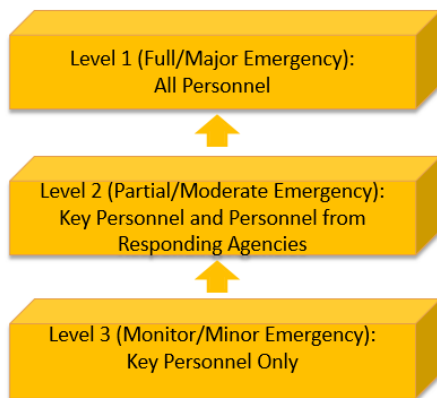 Level 1 (Full/Major Emergency):
All Personnel
Level 2 (Partial/Moderate Emergency):
Key Personnel and Personnel from
Responding Agencies
Level 3 (Monitor/Minor Emergency):
Key Personnel Only